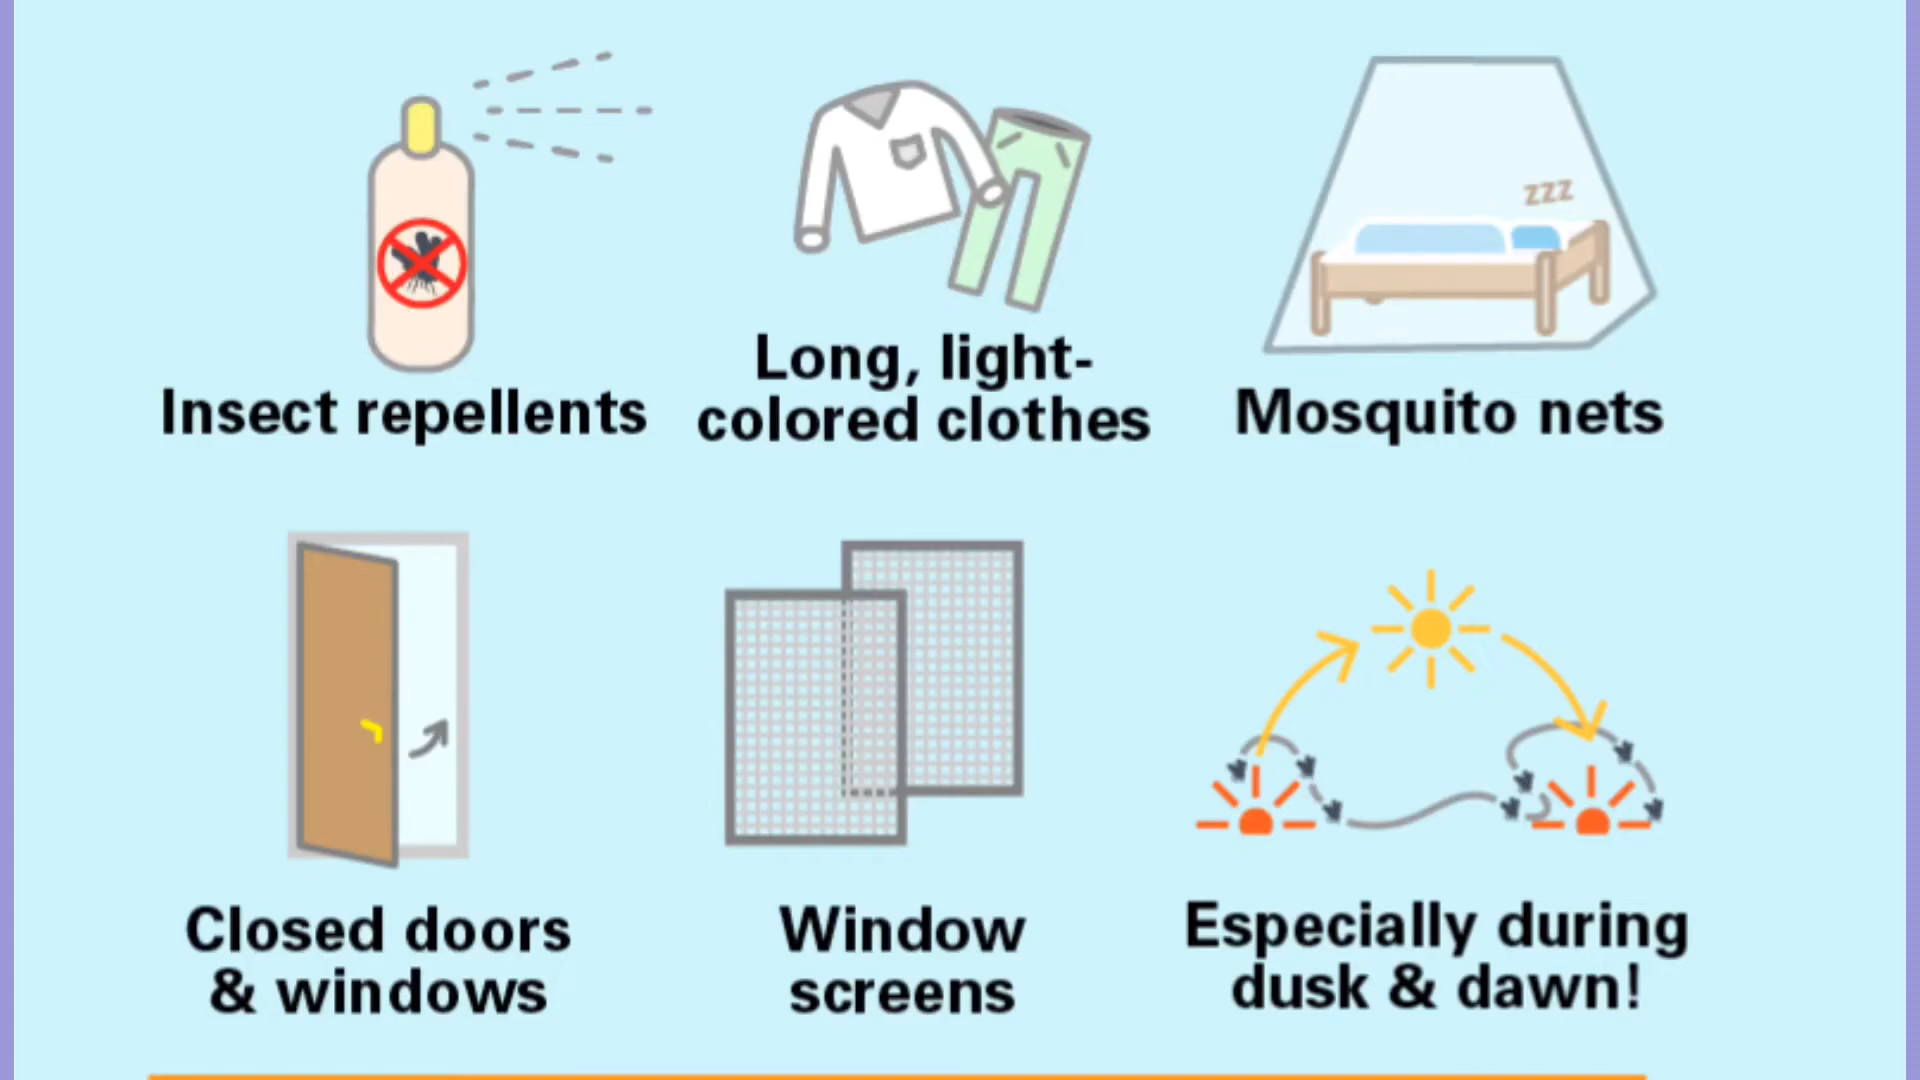 zzz
Insect repellents
Long, light-
colored clothes
Mosquito nets
Closed doors
& windows
Window
screens
Especially during
dusk & dawn!